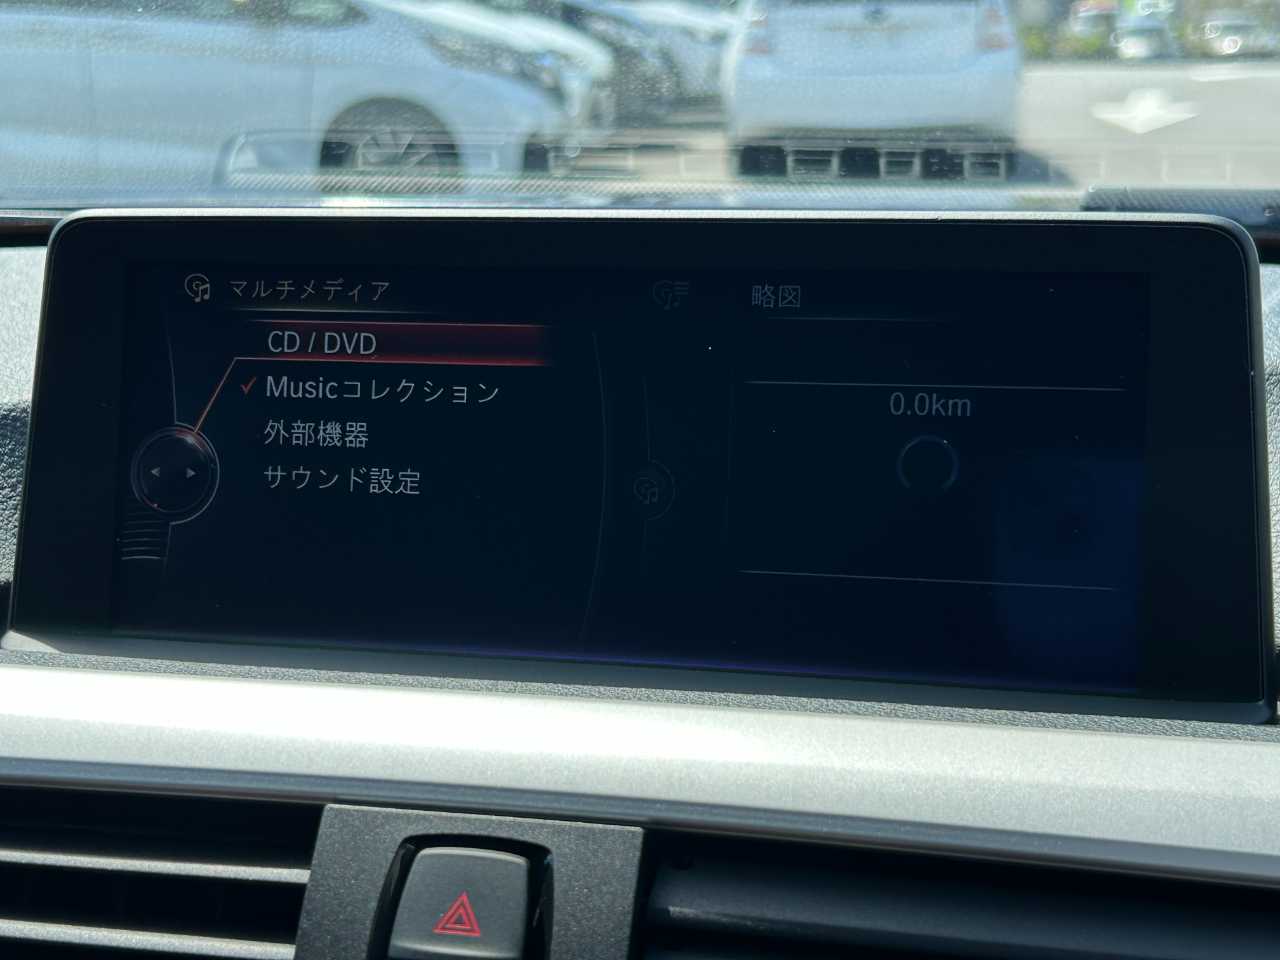 マルチメディア
CD / DVD
Musicコレクション
外部機器
サウンド設定
略図
0.0km